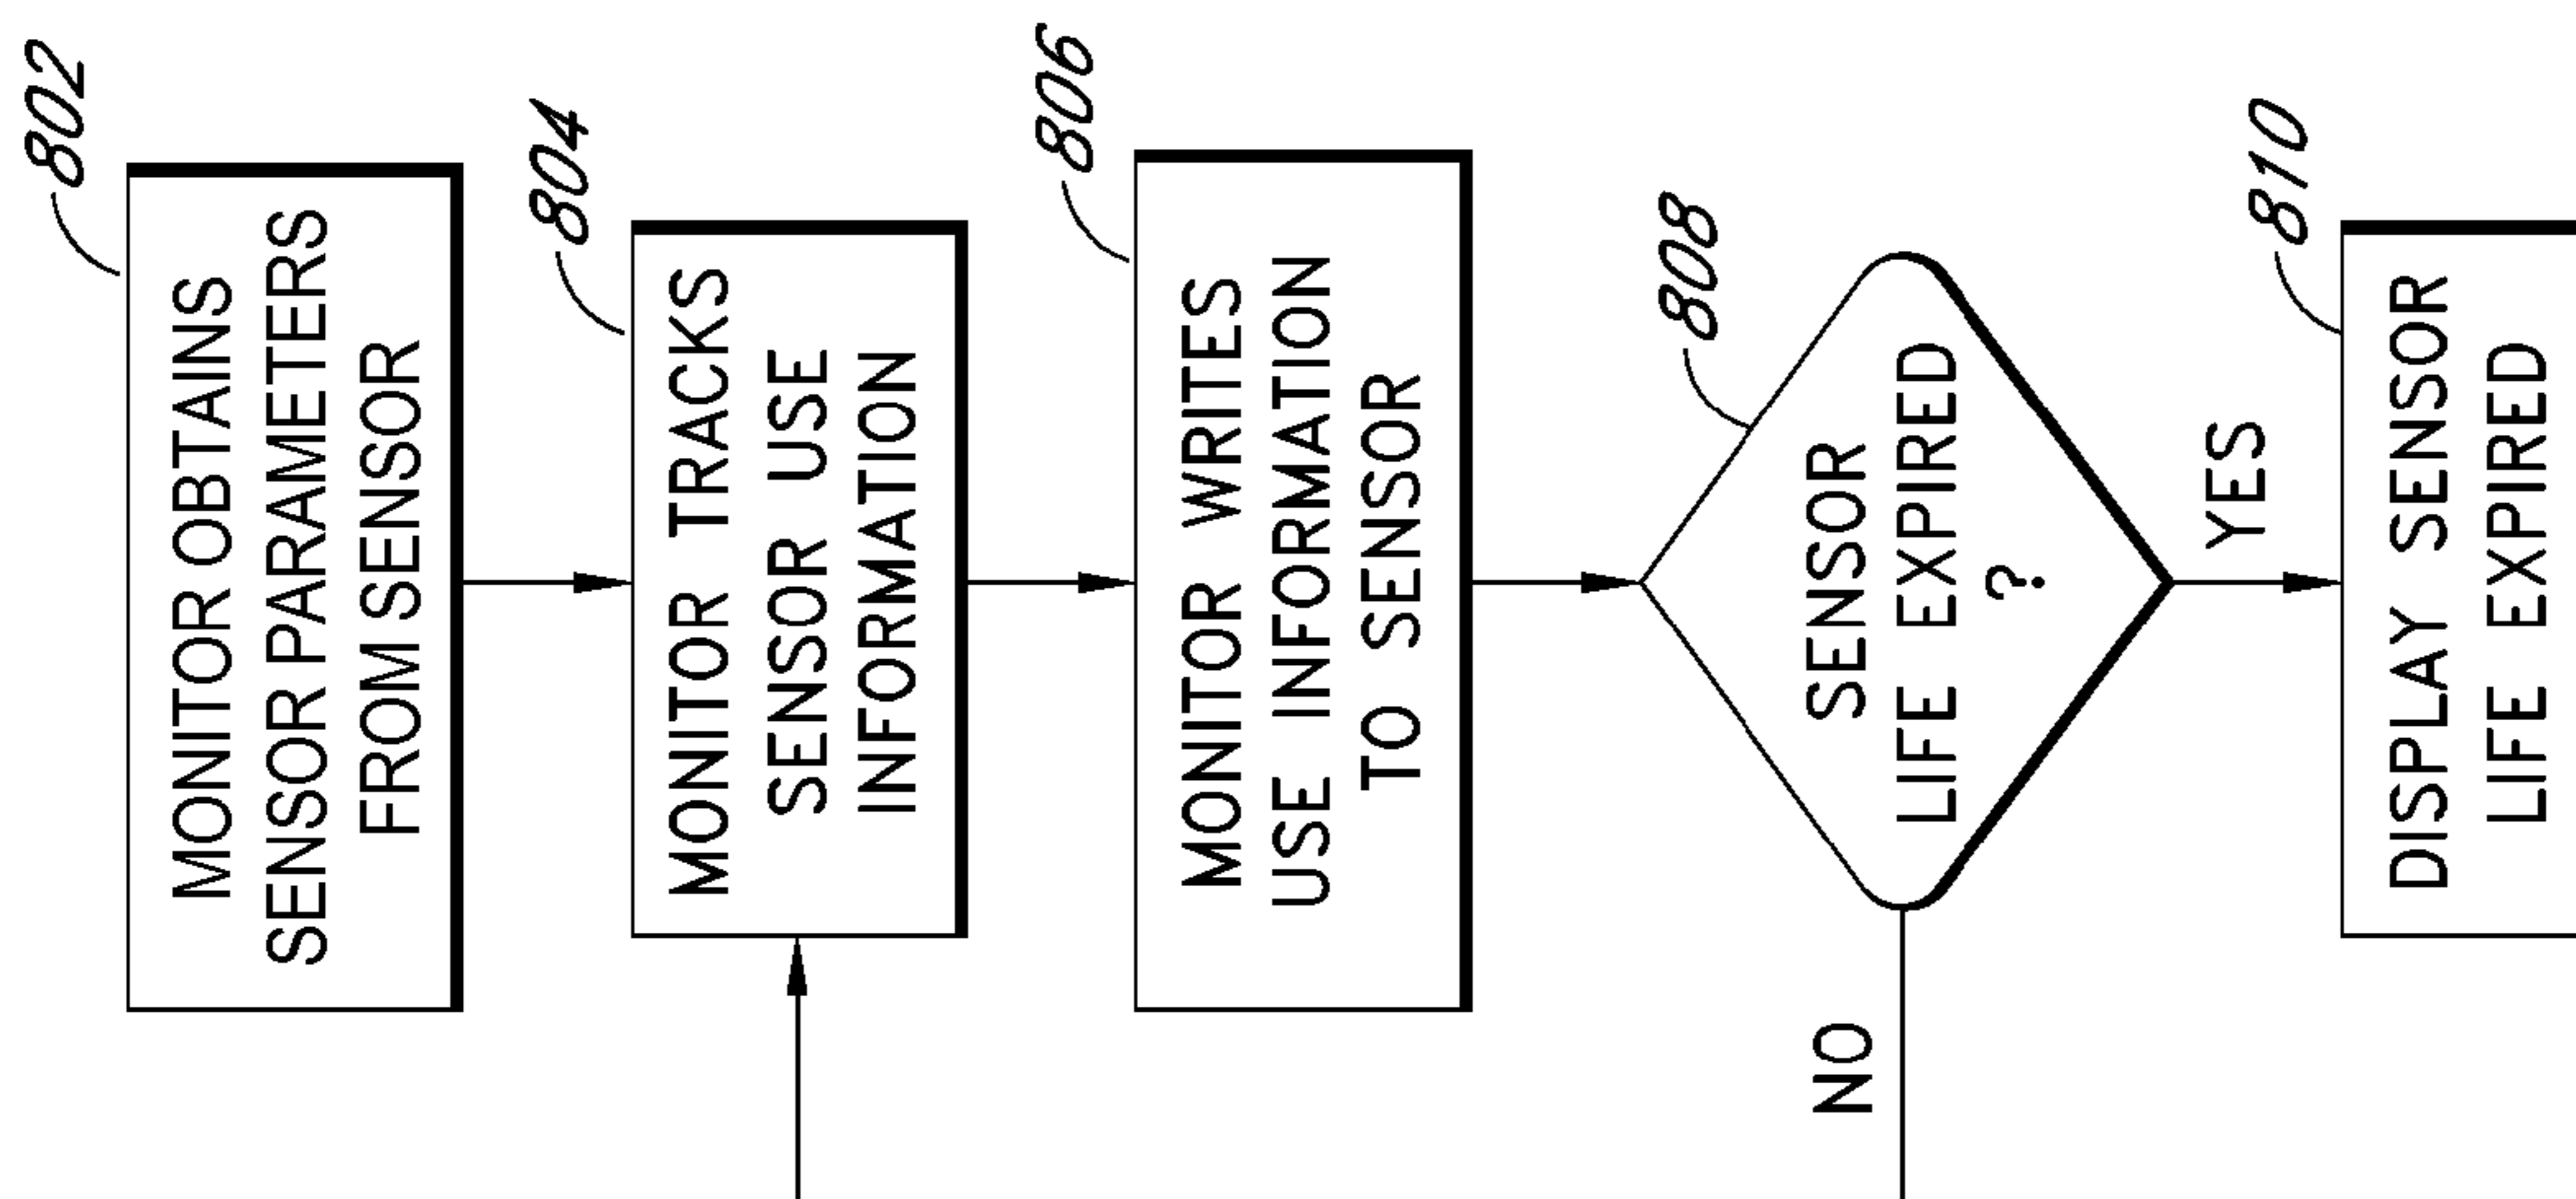 802
MONITOR OBTAINS
SENSOR PARAMETERS
FROM SENSOR
804
MONITOR TRACKS
SENSOR USE
INFORMATION
806
MONITOR WRITES
USE INFORMATION
TO SENSOR
808
SENSOR
LIFE EXPIRED
?
NO
YES
810
DISPLAY SENSOR
LIFE EXPIRED